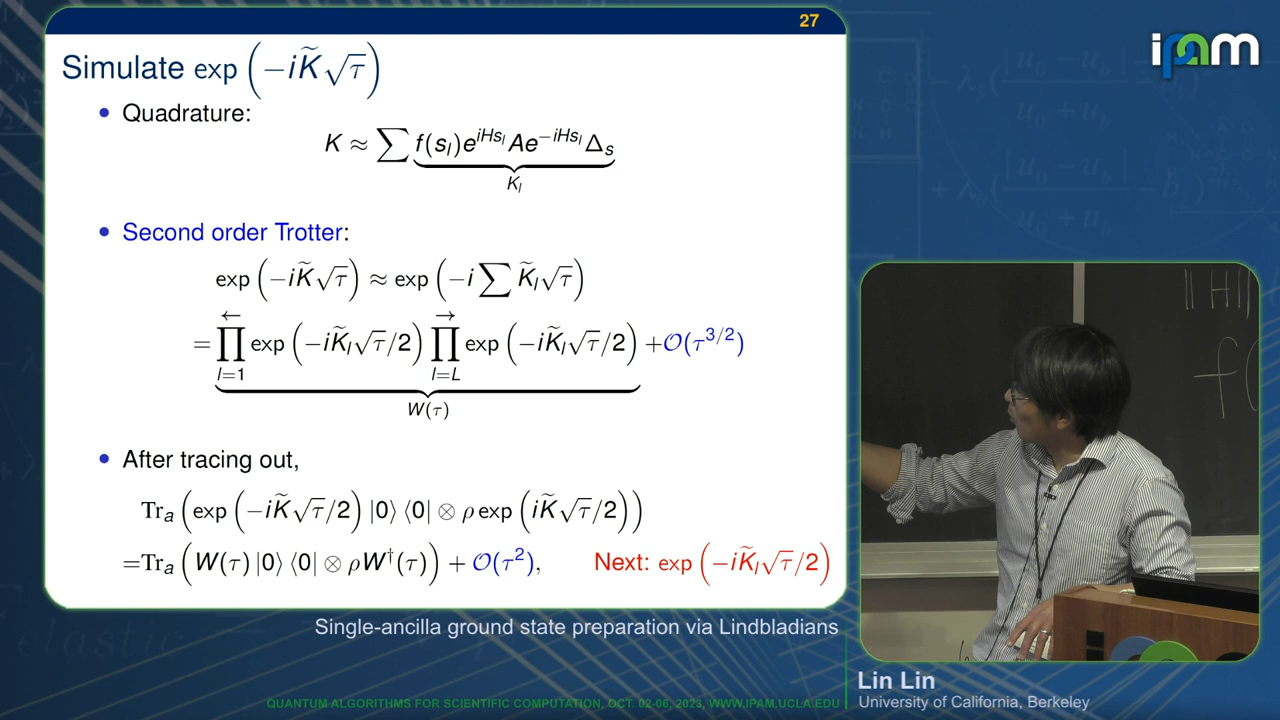 27
Simulate exp (−iK̃√τ)
• Quadrature:
K ≈ ∑ f(s_l)e^{iHs_l}Ae^{−iHs_l}Δ_s
K_l
• Second order Trotter:
exp (−iK̃√τ) ≈ exp (−i ∑ K̃_l√τ)
= ∏^{←}_{l=1} exp (−iK̃_l√τ/2) ∏^{→}_{l=L} exp (−iK̃_l√τ/2) +O(τ^{3/2})
W(τ)
• After tracing out,
Tr_a (exp (−iK̃√τ/2) |0⟩ ⟨0| ⊗ ρ exp (iK̃√τ/2))
=Tr_a (W(τ) |0⟩ ⟨0| ⊗ ρW^†(τ)) + O(τ^2), Next: exp (−iK̃_l√τ/2)
ipam
Single-ancilla ground state preparation via Lindbladians
Lin Lin
University of California, Berkeley
QUANTUM ALGORITHMS FOR SCIENTIFIC COMPUTATION, OCT. 02-06, 2023, WWW.IPAM.UCLA.EDU